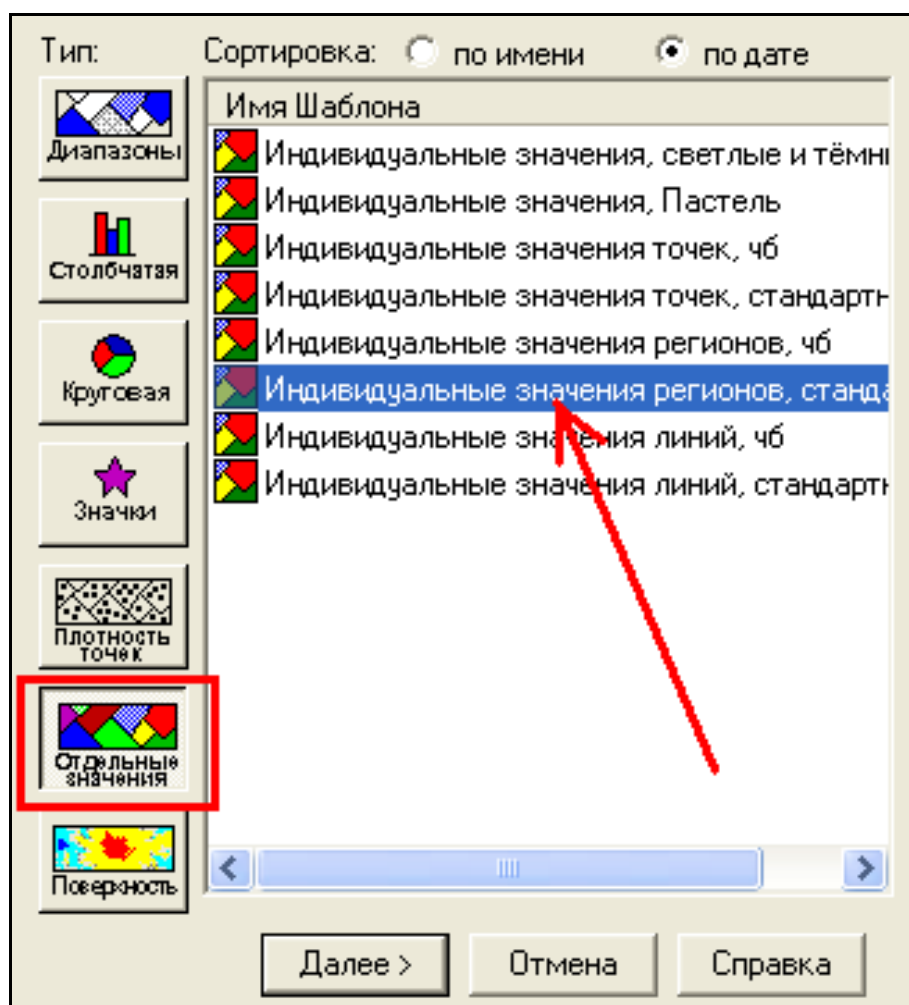 Тип: Сортировка: по имени по дате
Имя Шаблона
Диапазоны
Столбчатая
Круговая
Значки
Плотность
точек
Отдельные
значения
Поверхность
Индивидуальные значения, светлые и тёмн
Индивидуальные значения, Пастель
Индивидуальные значения точек, чб
Индивидуальные значения точек, стандарт
Индивидуальные значения регионов, чб
Индивидуальные значения регионов, станда
Индивидуальные значения линий, чб
Индивидуальные значения линий, стандарт
Далее > Отмена Справка